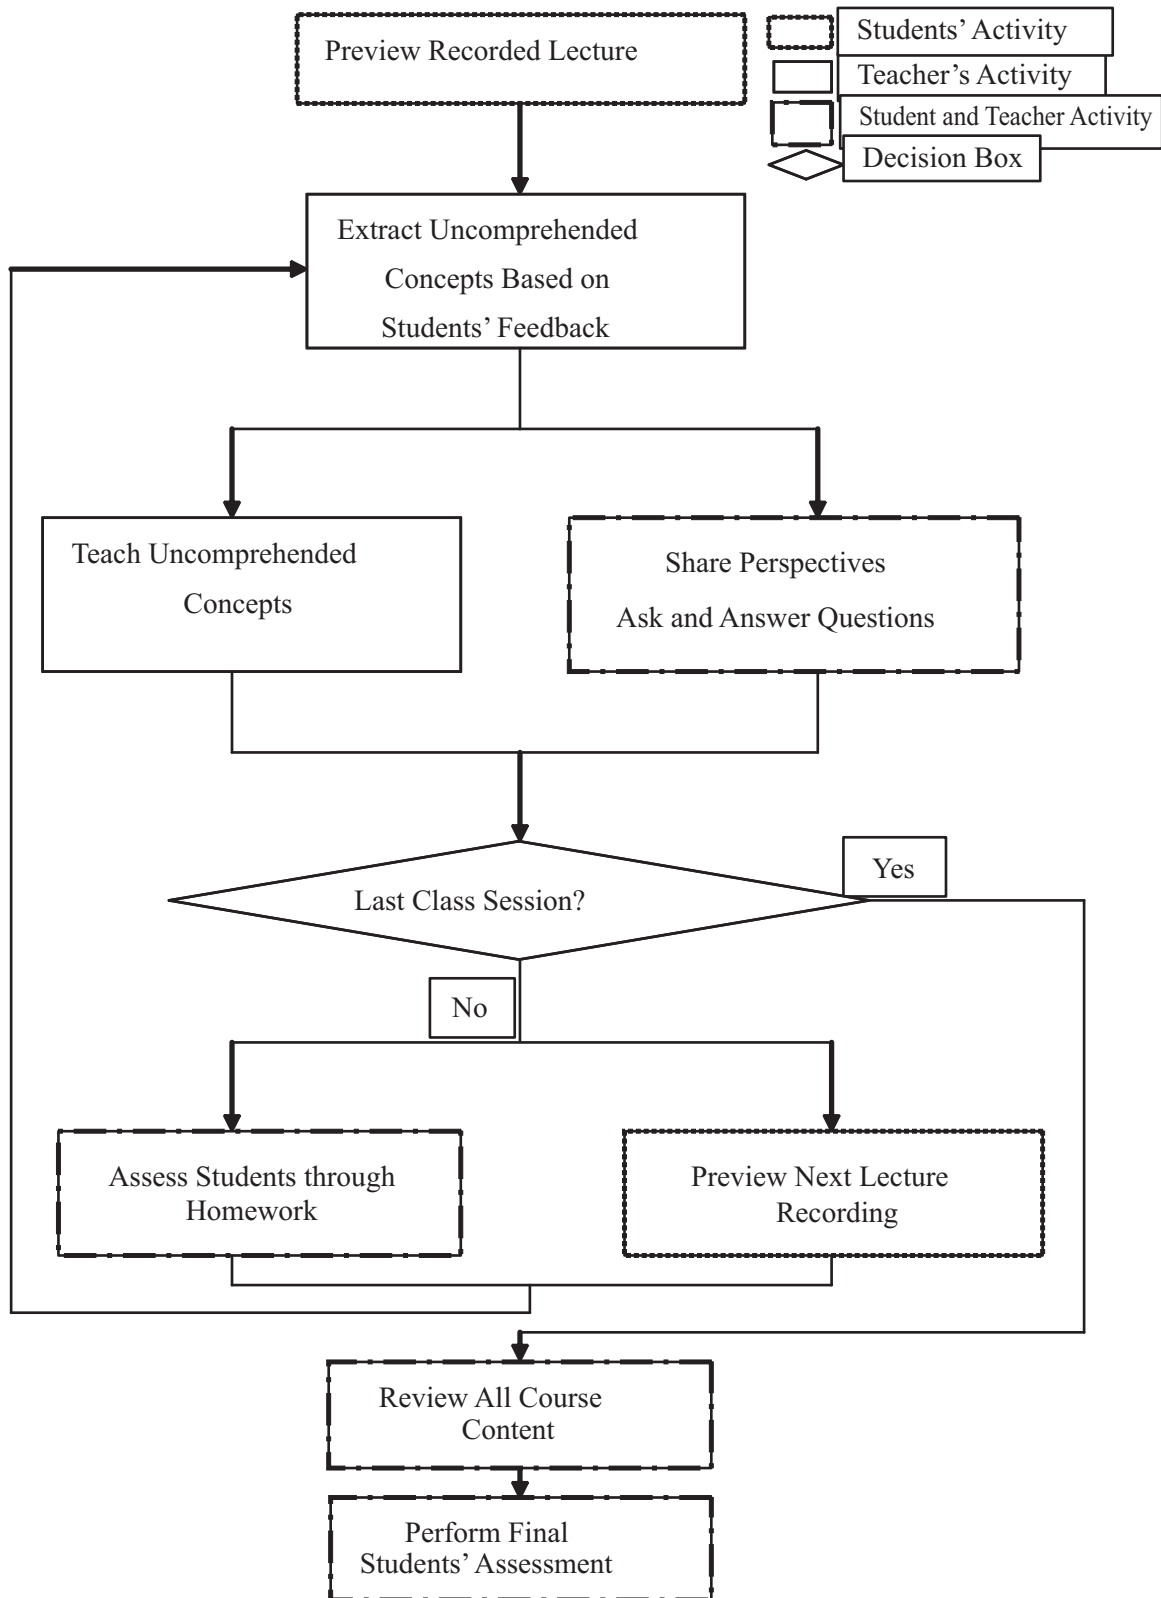 Preview Recorded Lecture
Students’ Activity
Teacher’s Activity
Student and Teacher Activity
Decision Box
Extract Uncomprehended
Concepts Based on
Students’ Feedback
Teach Uncomprehended
Concepts
Share Perspectives
Ask and Answer Questions
Last Class Session?
Yes
No
Assess Students through
Homework
Preview Next Lecture
Recording
Review All Course
Content
Perform Final
Students’ Assessment